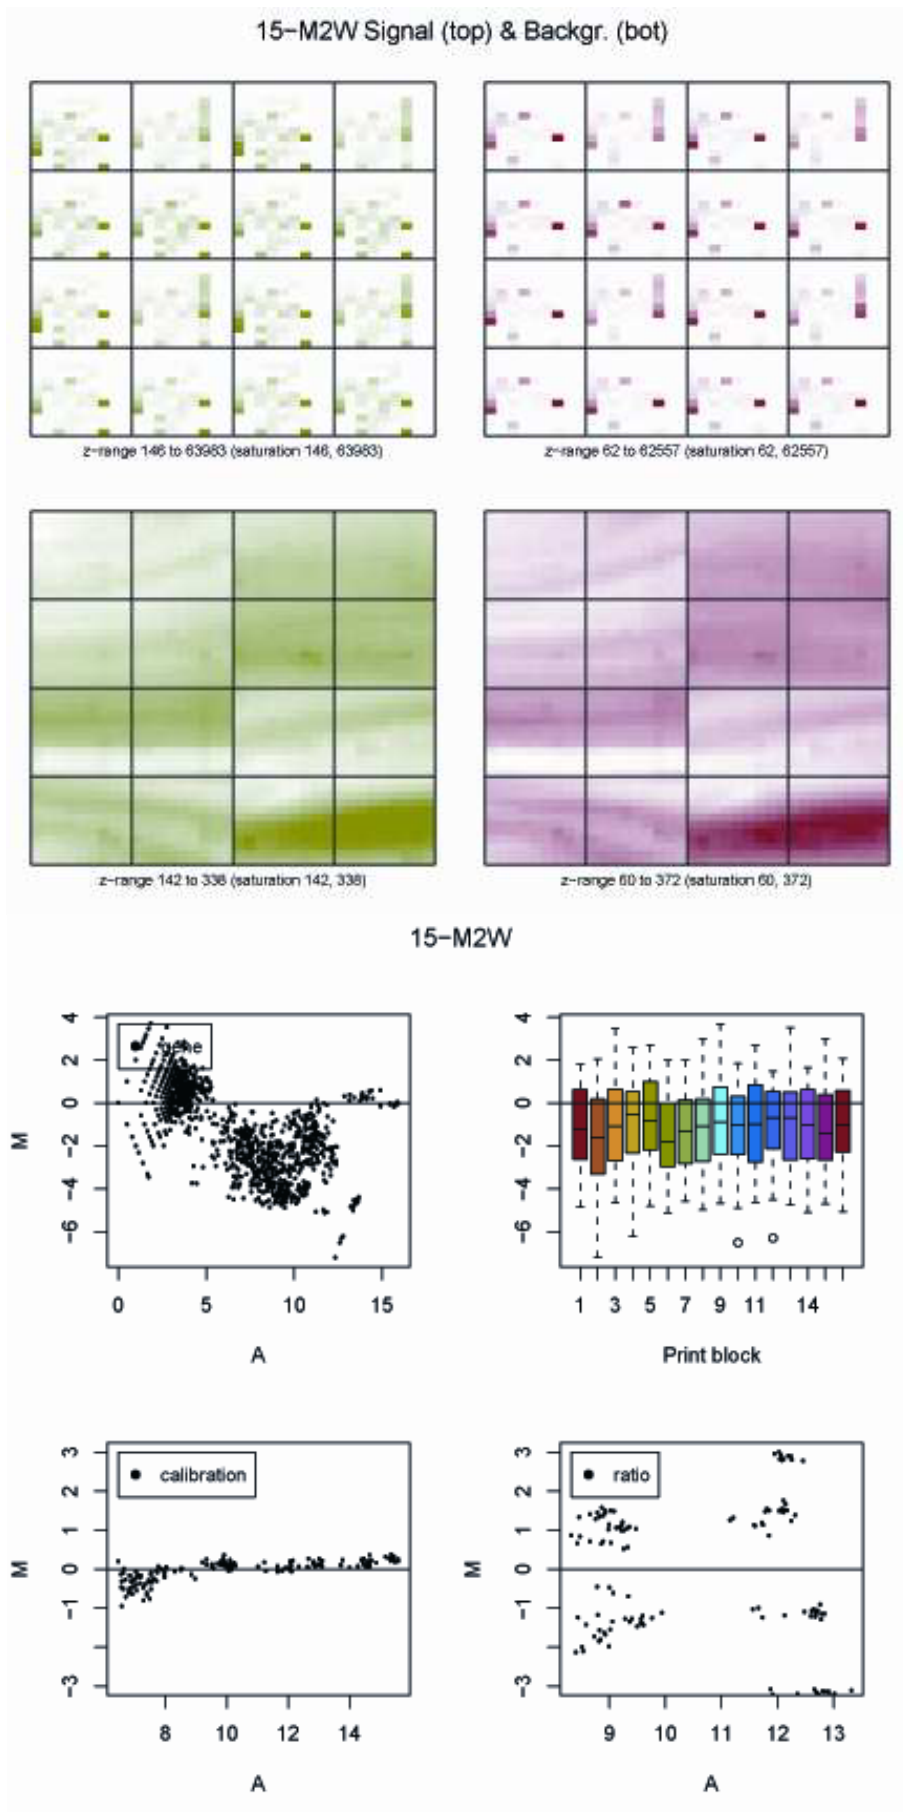 15−M2W Signal (top) & Backgr. (bot)
z−range 146 to 63983 (saturation 146, 63983)
z−range 62 to 62557 (saturation 62, 62557)
z−range 142 to 338 (saturation 142, 338)
z−range 60 to 372 (saturation 60, 372)
15−M2W
gene
M
4
2
0
−2
−4
−6
0 5 10 15
A
4
2
0
−2
−4
−6
1 3 5 7 9 11 14
Print block
calibration
M
3
2
1
0
−1
−3
8 10 12 14
A
ratio
M
3
2
1
0
−1
−3
9 10 11 12 13
A